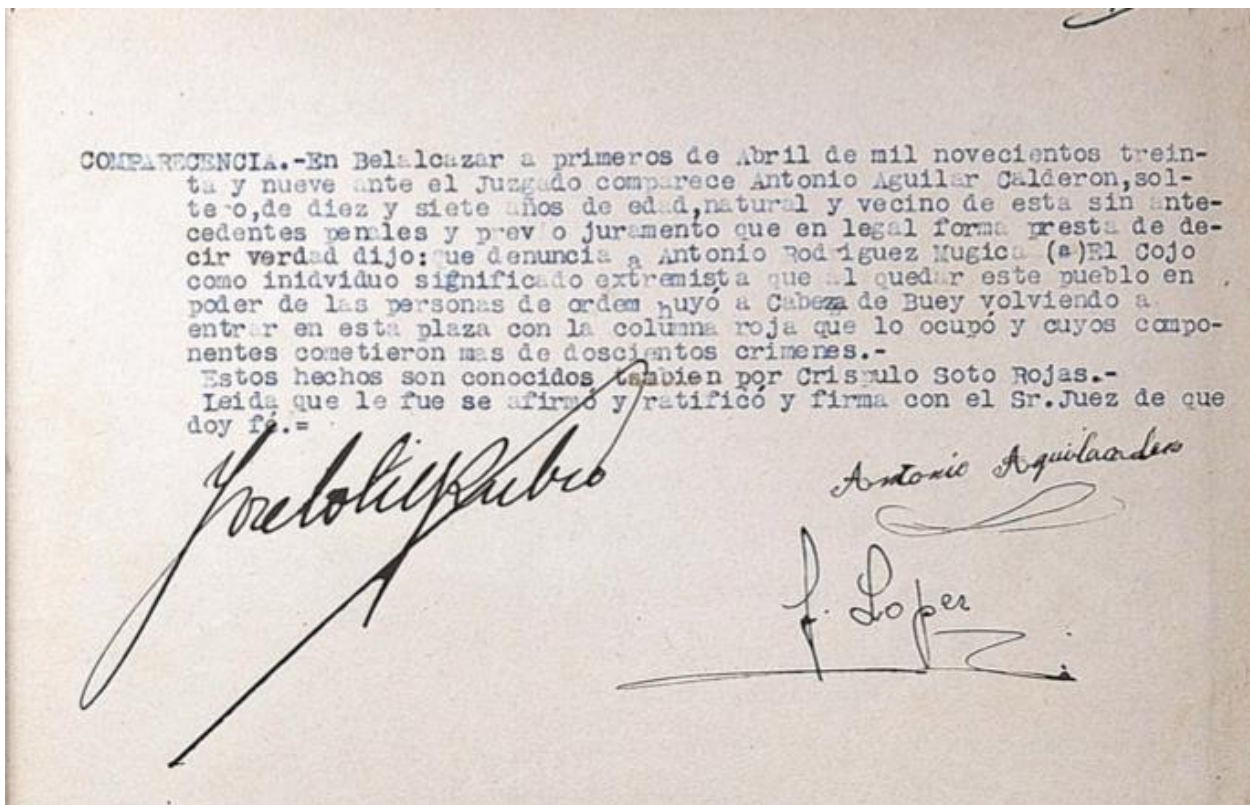 COMPARECENCIA.-En Belalcazar a primeros de Abril de mil novecientos trein-
ta y nueve ante el Juzgado comparece Antonio Aguilar Calderon,sol-
tero,de diez y siete años de edad,natural y vecino de esta sin ante-
cedentes penales y previo juramento que en legal forma presta de de-
cir verdad dijo:que denuncia a Antonio Rodriguez Mugica (a)El Cojo
como inidviduo significado extremista que al quedar este pueblo en
poder de las personas de ordem huyó a Cabeza de Buey volviendo a
entrar en esta plaza con la columna roja que lo ocupó y cuyos compo-
nentes cometieron mas de doscientos crimenes.-
Estos hechos son conocidos tambien por Crispulo Soto Rojas.-
Leida que le fue se afirmó y ratificó y firma con el Sr.Juez de que
doy fé.=
Antonio
Rubio
f. Lopez